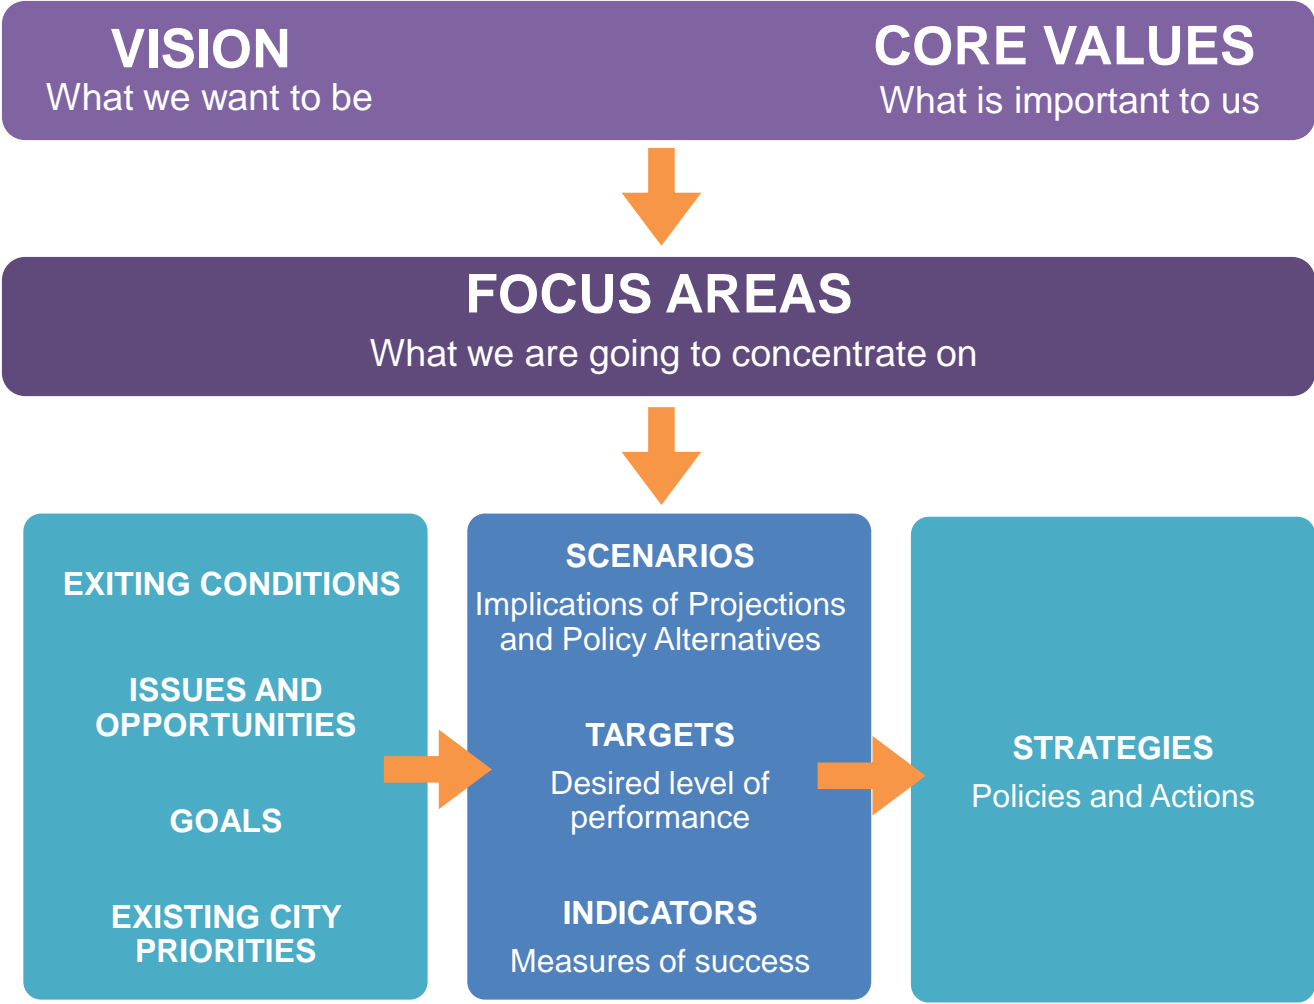 VISION
What we want to be
CORE VALUES
What is important to us
FOCUS AREAS
What we are going to concentrate on
EXITING CONDITIONS
ISSUES AND
OPPORTUNITIES
GOALS
EXISTING CITY
PRIORITIES
SCENARIOS
Implications of Projections
and Policy Alternatives
TARGETS
Desired level of
performance
INDICATORS
Measures of success
STRATEGIES
Policies and Actions